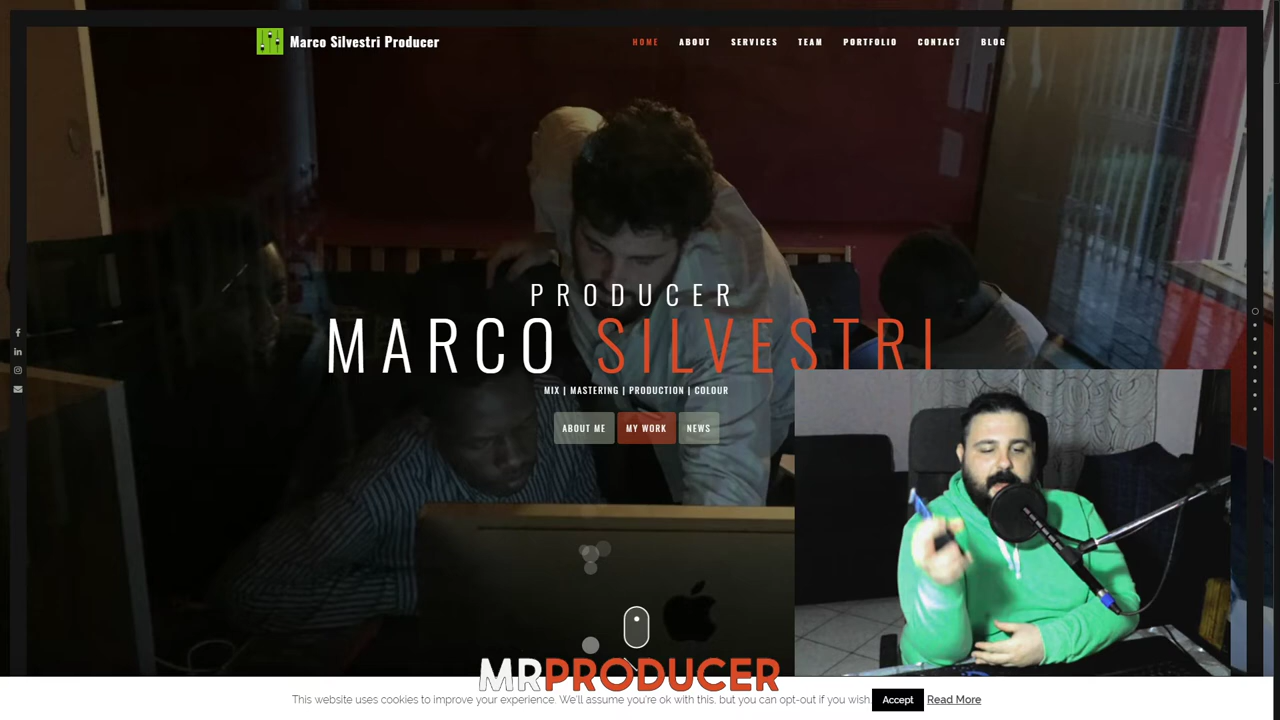 Marco Silvestri Producer
HOME ABOUT SERVICES TEAM PORTFOLIO CONTACT BLOG
PRODUCER
MARCO SILVESTRI
MIX | MASTERING | PRODUCTION | COLOUR
ABOUT ME MY WORK NEWS
MRPRODUCER
This website uses cookies to improve your experience. We'll assume you're ok with this, but you can opt-out if you wish. Accept Read More